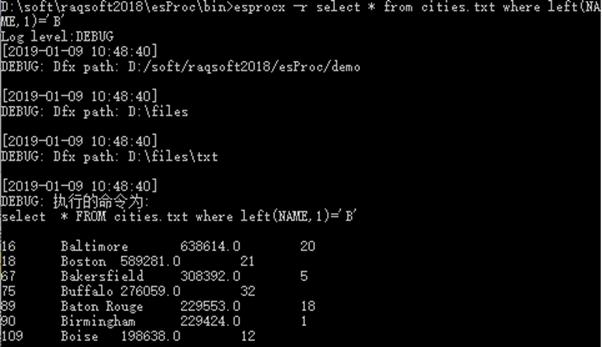 D:\soft\raqsoft2018\esProc\bin>esprocx -r select * from cities.txt where left(NA
ME,1)='B'
Log level:DEBUG
[2019-01-09 10:48:40]
DEBUG: Dfx path: D:/soft/raqsoft2018/esProc/demo
[2019-01-09 10:48:40]
DEBUG: Dfx path: D:\files
[2019-01-09 10:48:40]
DEBUG: Dfx path: D:\files\txt
[2019-01-09 10:48:40]
DEBUG: 执行的命令为:
select  * FROM cities.txt where left(NAME,1)='B'
16 Baltimore 638614.0 20
18 Boston 589281.0 21
67 Bakersfield 308392.0 5
75 Buffalo 276059.0 32
89 Baton Rouge 229553.0 18
90 Birmingham 229424.0 1
109 Boise 198638.0 12